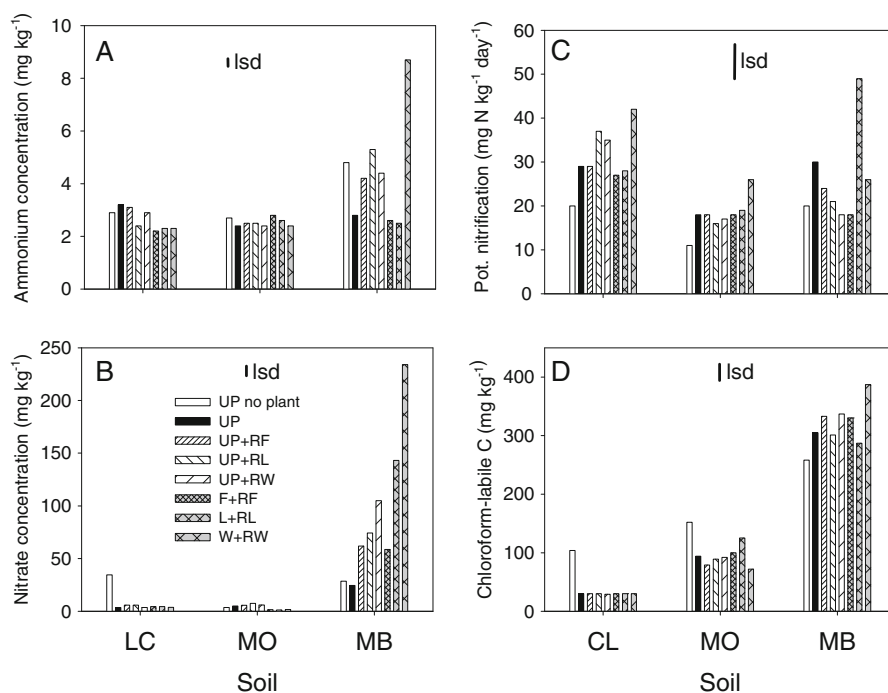 A
lsd
Ammonium concentration (mg kg⁻¹)
10
8
6
4
2
0
C
lsd
Pot. nitrification (mg N kg⁻¹ day⁻¹)
60
50
40
30
20
10
0
B
lsd
Nitrate concentration (mg kg⁻¹)
250
200
150
100
50
0
UP no plant
UP
UP+RF
UP+RL
UP+RW
F+RF
L+RL
W+RW
LC MO MB
Soil
D
lsd
Chloroform-labile C (mg kg⁻¹)
400
300
200
100
0
CL MO MB
Soil